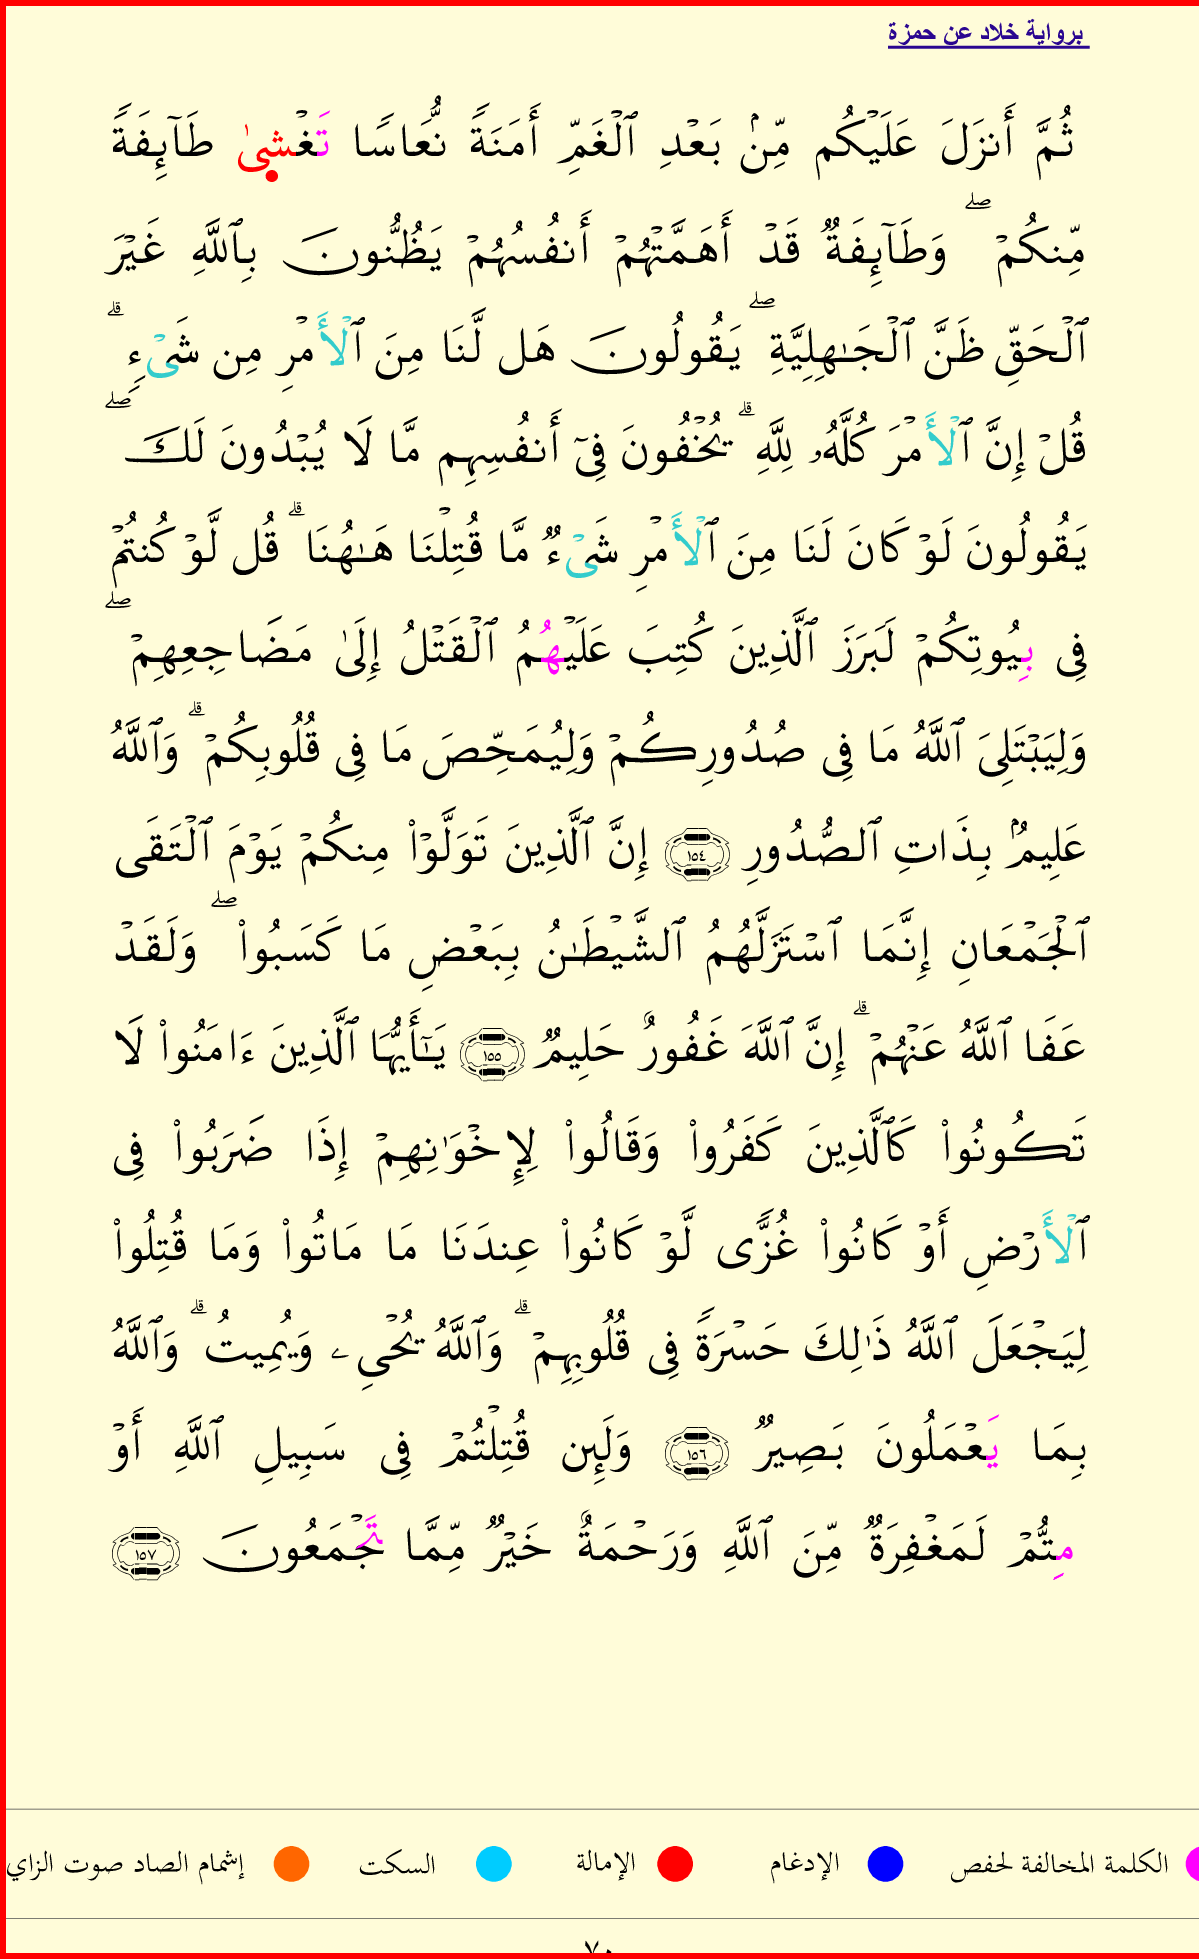 برواية خلاد عن حمزة
ثُمَّ أَنزَلَ عَلَيۡكُم مِّنۢ بَعۡدِ ٱلۡغَمِّ أَمَنَةً نُّعَاسًا تَغۡشىٰ طَآئِفَةً
مِّنكُمۡۖ وَطَآئِفَةٌ قَدۡ أَهَمَّتۡهُمۡ أَنفُسُهُمۡ يَظُنُّونَ بِٱللَّهِ غَيۡرَ
ٱلۡحَقِّ ظَنَّ ٱلۡجَٰهِلِيَّةِۖ يَقُولُونَ هَل لَّنَا مِنَ ٱلۡأَمۡرِ مِن شَيۡءٖۗ
قُلۡ إِنَّ ٱلۡأَمۡرَ كُلَّهُۥ لِلَّهِۗ يُخۡفُونَ فِيٓ أَنفُسِهِم مَّا لَا يُبۡدُونَ لَكَۖ
يَقُولُونَ لَوۡ كَانَ لَنَا مِنَ ٱلۡأَمۡرِ شَيۡءٌ مَّا قُتِلۡنَا هَٰهُنَاۗ قُل لَّوۡ كُنتُمۡ
فِي بِيُوتِكُمۡ لَبَرَزَ ٱلَّذِينَ كُتِبَ عَلَيۡهُمُ ٱلۡقَتۡلُ إِلَىٰ مَضَاجِعِهِمۡۖ
وَلِيَبۡتَلِيَ ٱللَّهُ مَا فِي صُدُورِكُمۡ وَلِيُمَحِّصَ مَا فِي قُلُوبِكُمۡۗ وَٱللَّهُ
عَلِيمُۢ بِذَاتِ ٱلصُّدُورِ ١٥٤ إِنَّ ٱلَّذِينَ تَوَلَّوۡاْ مِنكُمۡ يَوۡمَ ٱلۡتَقَى
ٱلۡجَمۡعَانِ إِنَّمَا ٱسۡتَزَلَّهُمُ ٱلشَّيۡطَٰنُ بِبَعۡضِ مَا كَسَبُواْۖ وَلَقَدۡ
عَفَا ٱللَّهُ عَنۡهُمۡۗ إِنَّ ٱللَّهَ غَفُورٌ حَلِيمٌ ١٥٥ يَٰٓأَيُّهَا ٱلَّذِينَ ءَامَنُواْ لَا
تَكُونُواْ كَٱلَّذِينَ كَفَرُواْ وَقَالُواْ لِإِخۡوَٰنِهِمۡ إِذَا ضَرَبُواْ فِي
ٱلۡأَرۡضِ أَوۡ كَانُواْ غُزًّى لَّوۡ كَانُواْ عِندَنَا مَا مَاتُواْ وَمَا قُتِلُواْ
لِيَجۡعَلَ ٱللَّهُ ذَٰلِكَ حَسۡرَةً فِي قُلُوبِهِمۡۗ وَٱللَّهُ يُحۡيِۦ وَيُمِيتُۗ وَٱللَّهُ
بِمَا يَعۡمَلُونَ بَصِيرٌ ١٥٦ وَلَئِن قُتِلۡتُمۡ فِي سَبِيلِ ٱللَّهِ أَوۡ
مِتُّمۡ لَمَغۡفِرَةٌ مِّنَ ٱللَّهِ وَرَحۡمَةٌ خَيۡرٌ مِّمَّا تَجۡمَعُونَ ١٥٧
الكلمة المخالفة لحفص الإدغام الإمالة السكت إشمام الصاد صوت الزاي
٧٠